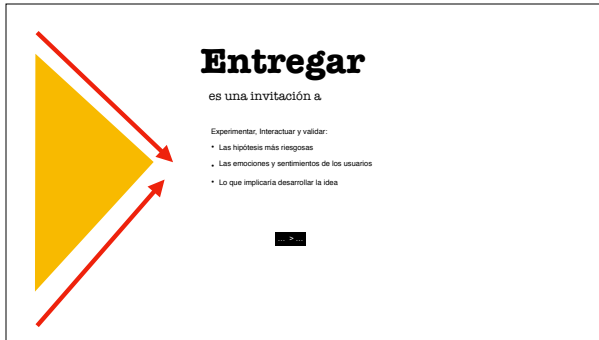 Entregar
es una invitación a
Experimentar, Interactuar y validar:
• Las hipótesis más riesgosas
• Las emociones y sentimientos de los usuarios
• Lo que implicaría desarrollar la idea
... > ...